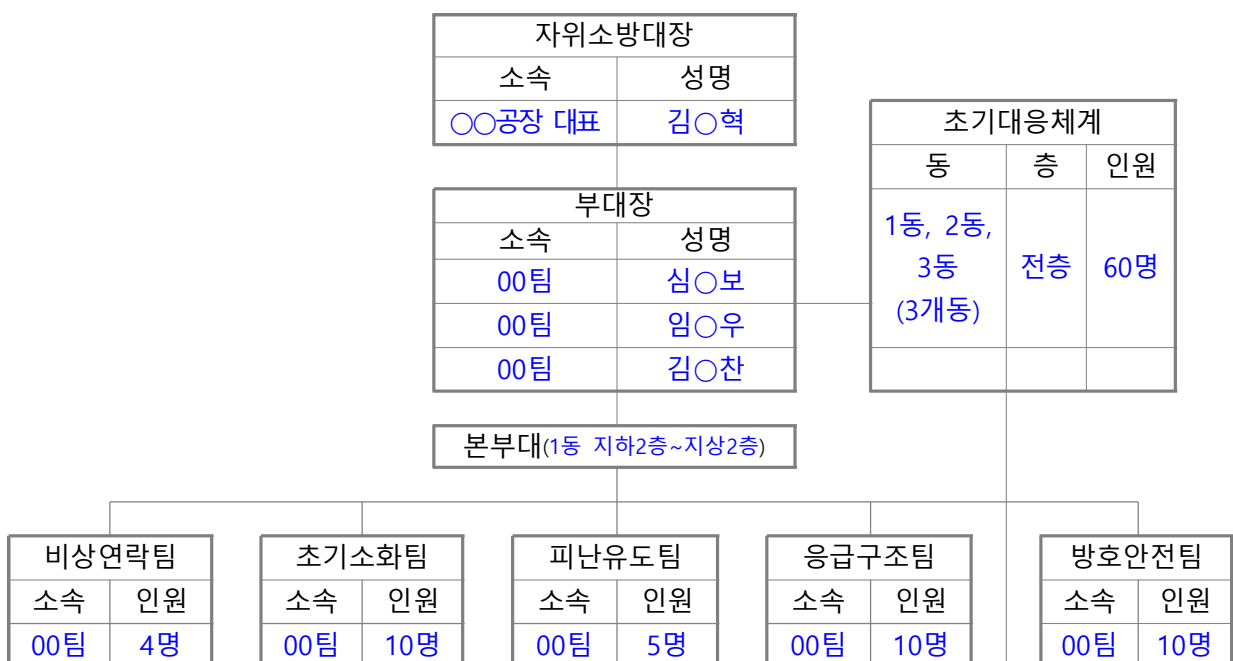 자위소방대장
소속 성명
○○공장 대표 김○혁
초기대응체계
동 층 인원
1동, 2동,
3동
(3개동)
전층 60명
부대장
소속 성명
00팀 심○보
00팀 임○우
00팀 김○찬
본부대(1동 지하2층~지상2층)
비상연락팀 초기소화팀 피난유도팀 응급구조팀 방호안전팀
소속 인원 소속 인원 소속 인원 소속 인원 소속 인원
00팀 4명 00팀 10명 00팀 5명 00팀 10명 00팀 10명